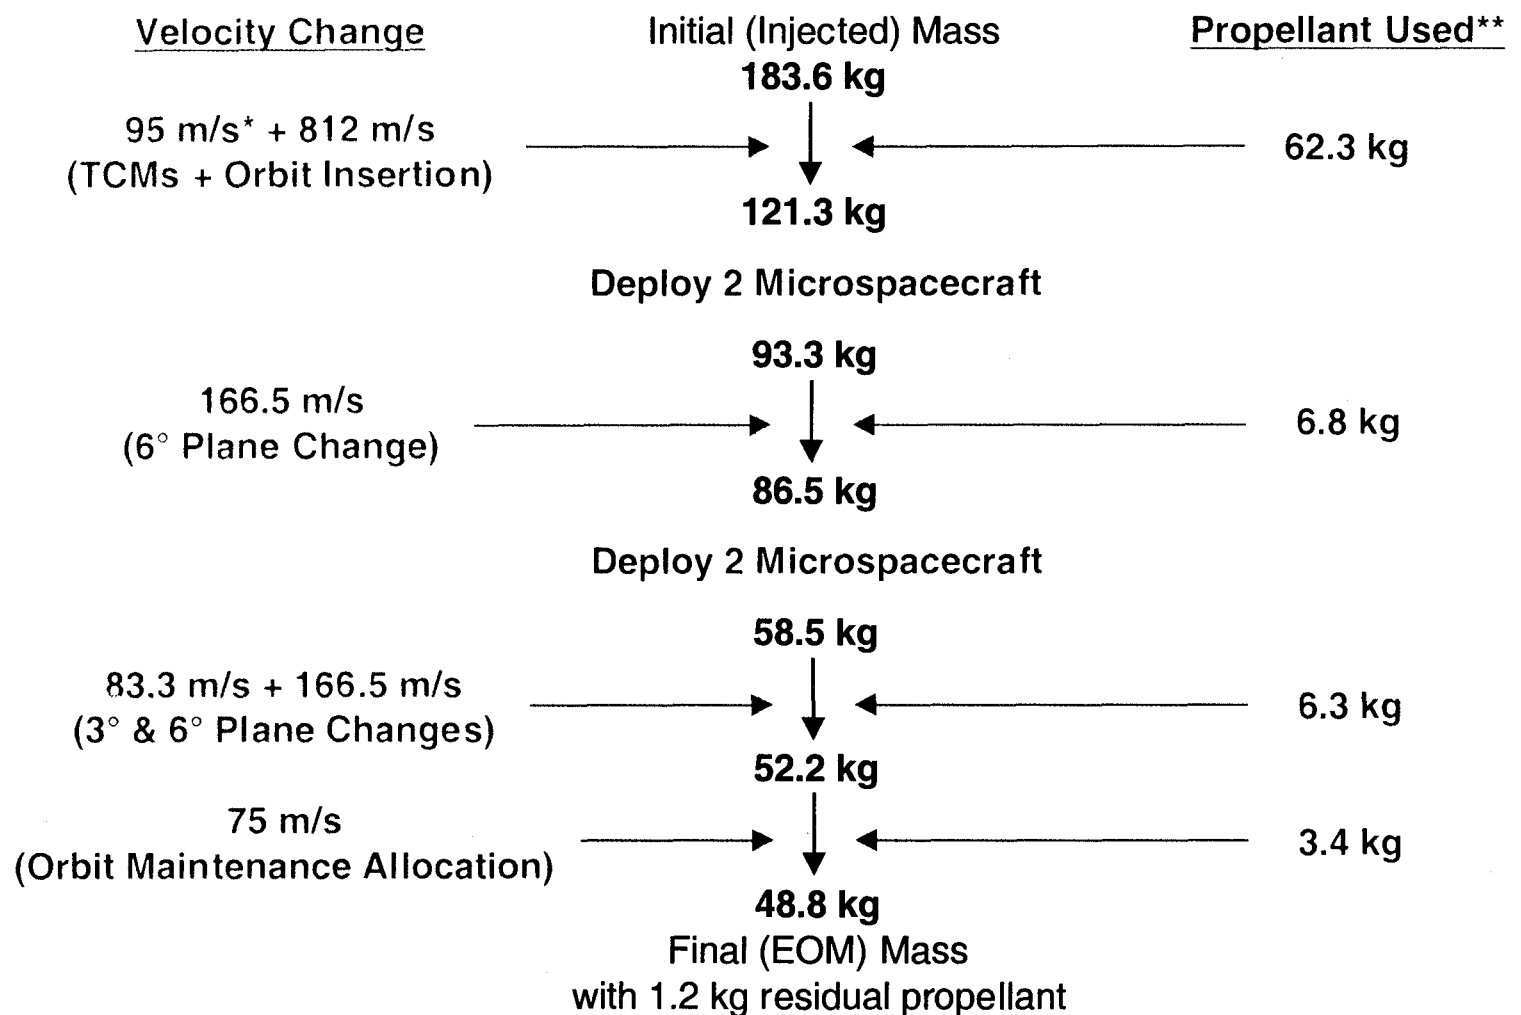 Velocity Change
Initial (Injected) Mass
Propellant Used**
183.6 kg
95 m/s* + 812 m/s
(TCMs + Orbit Insertion)
62.3 kg
121.3 kg
Deploy 2 Microspacecraft
93.3 kg
166.5 m/s
(6° Plane Change)
6.8 kg
86.5 kg
Deploy 2 Microspacecraft
58.5 kg
83.3 m/s + 166.5 m/s
(3° & 6° Plane Changes)
6.3 kg
52.2 kg
75 m/s
(Orbit Maintenance Allocation)
3.4 kg
48.8 kg
Final (EOM) Mass
with 1.2 kg residual propellant